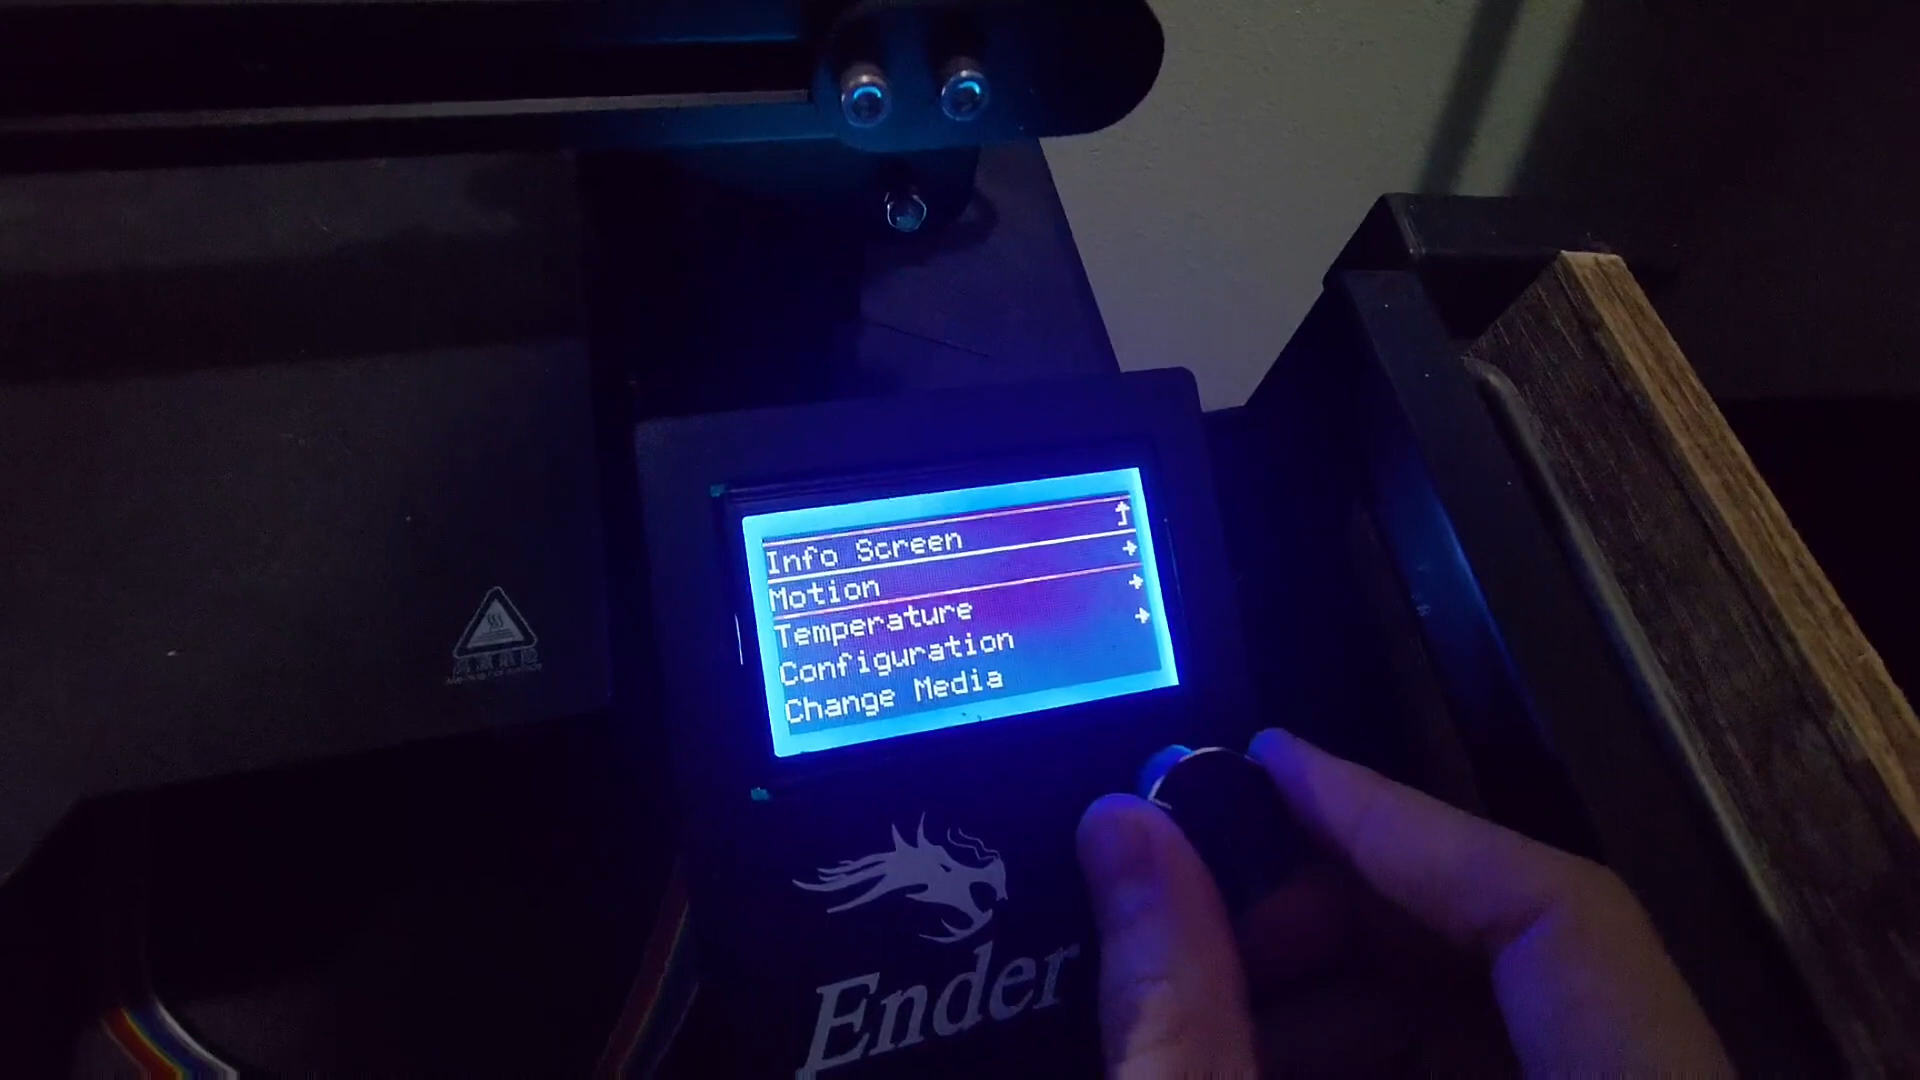 Info Screen
Motion
Temperature
Configuration
Change Media
Ender